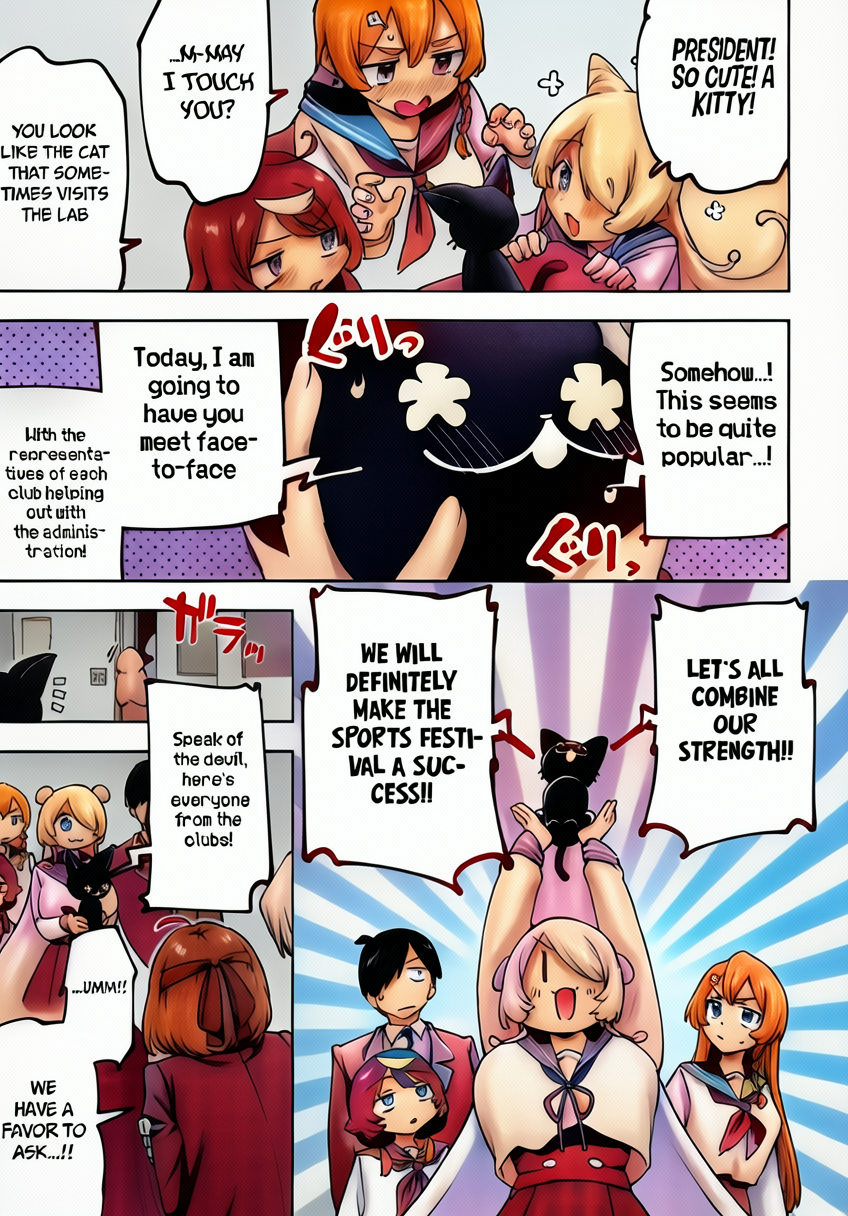 PRESIDENT!
SO CUTE! A
KITTY!
...M-MAY
I TOUCH
YOU?
YOU LOOK
LIKE THE CAT
THAT SOME-
TIMES VISITS
THE LAB
Somehow...!
This seems
to be quite
popular...!
ぐりっ
Today, I am
going to
have you
meet face-
to-face
ぐりっ
With the
representa-
tives of each
club helping
out with
the adminis-
tration!
LET'S ALL
COMBINE
OUR
STRENGTH!!
WE WILL
DEFINITELY
MAKE THE
SPORTS FESTI-
VAL A SUC-
CESS!!
ガラッ
Speak of
the devil,
here's
everyone
from the
clubs!
...UMM!!
WE
HAVE A
FAVOR TO
ASK...!!